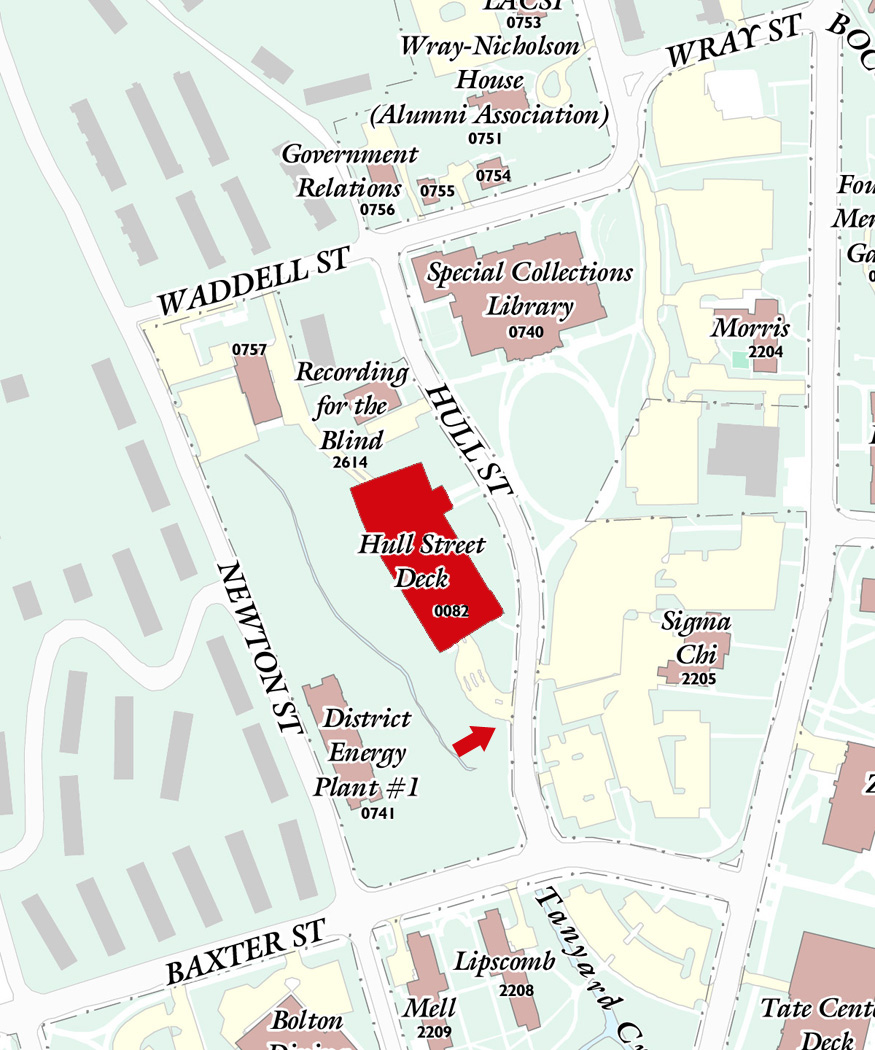 LACSI
0753
WRAY ST
Wray-Nicholson
House
(Alumni Association)
0751
Government
Relations
0756
0755
0754
WADDELL ST
Special Collections
Library
0740
Morris
2204
0757
Recording
for the
Blind
2614
HULL ST
Hull Street
Deck
0082
NEWTON ST
Sigma
Chi
2205
District
Energy
Plant #1
0741
BAXTER ST
Tanyard
Lipscomb
2208
Mell
2209
Bolton
Tate
Deck